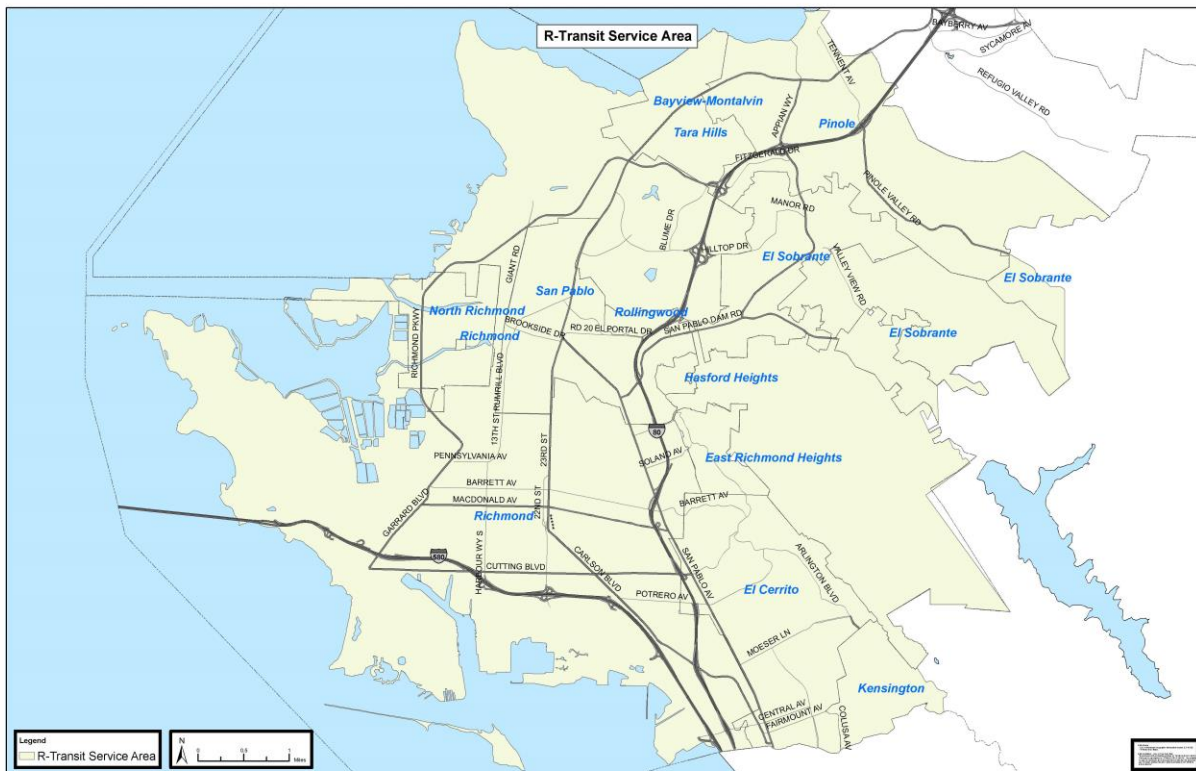 R-Transit Service Area
BAYBERRY AV
SYCAMORE AV
REFUGIO VALLEY RD
TENNENT AV
Bayview-Montalvin
Tara Hills
APPIAN WY
Pinole
FITZGERALD DR
PINOLE VALLEY RD
MANOR RD
BLUME DR
HILLTOP DR
GIANT RD
El Sobrante
VALLEY VIEW RD
El Sobrante
San Pablo
North Richmond
Rollingwood
RICHMOND PKWY
Richmond
BROOKSIDE DR
RD 20
EL PORTAL DR
SAN PABLO DAM RD
El Sobrante
Hasford Heights
13TH ST
RUMRILL BLVD
80
23RD ST
SOLANO AV
East Richmond Heights
PENNSYLVANIA AV
BARRETT AV
BARRETT AV
MACDONALD AV
GARRARD BLVD
Richmond
22ND ST
580
HARBOUR WY S
CUTTING BLVD
CARLSON BLVD
SAN PABLO AV
ARLINGTON BLVD
POTRERO AV
El Cerrito
MOESER LN
Kensington
CENTRAL AV
FAIRMOUNT AV
COLUSA AV
Legend
R-Transit Service Area
N
0 0.5 1
Miles